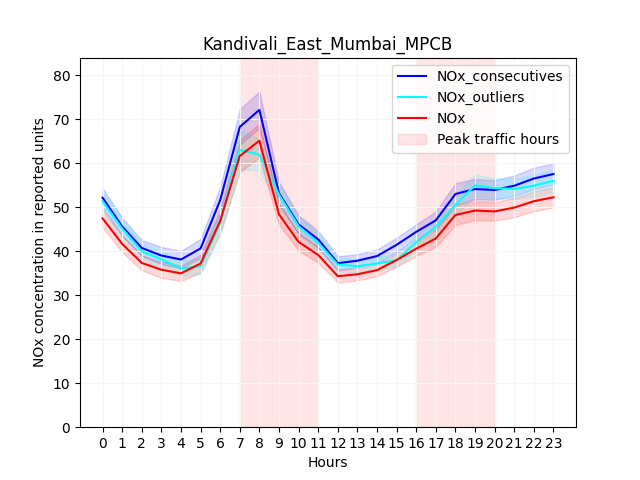 Kandivali_East_Mumbai_MPCB
NOx concentration in reported units
80
70
60
50
40
30
20
10
0
NOx_consecutives
NOx_outliers
NOx
Peak traffic hours
0 1 2 3 4 5 6 7 8 9 10 11 12 13 14 15 16 17 18 19 20 21 22 23
Hours